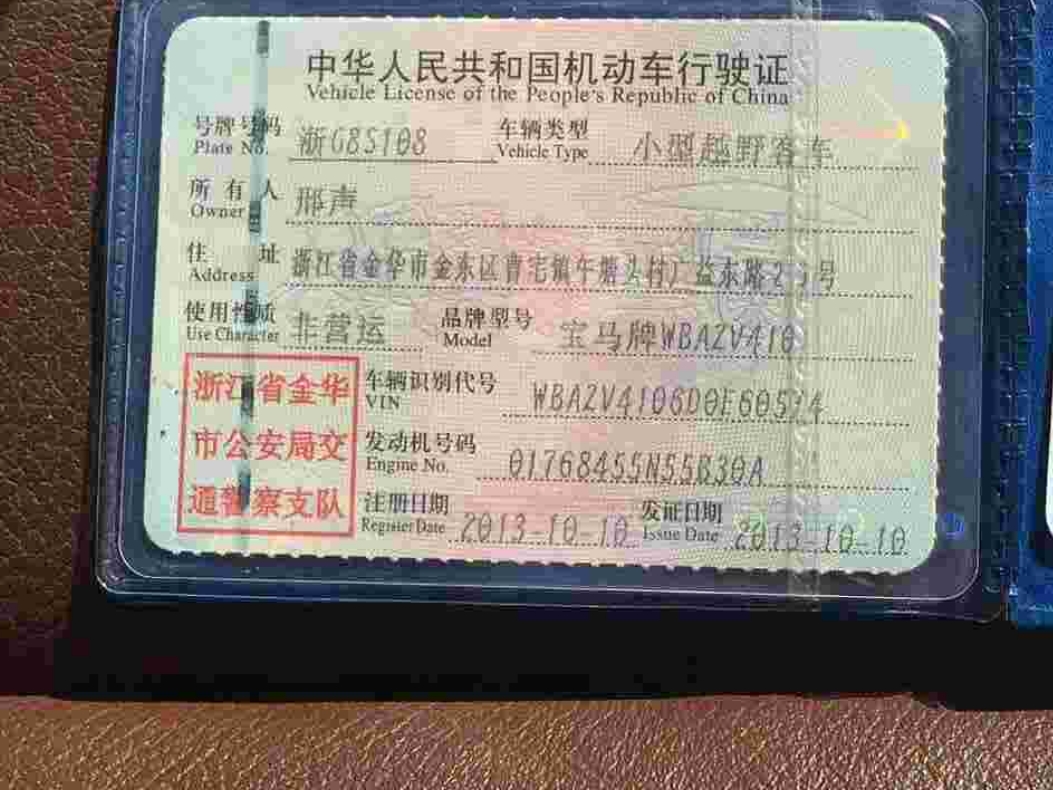 中华人民共和国机动车行驶证
Vehicle License of the People's Republic of China
号牌号码 浙G85108 车辆类型 小型越野客车
Plate No. Vehicle Type
所有人 邢声
Owner
住址 浙江省金华市金东区曹宅镇午塘头村广益东路 号
Address
使用性质 非营运 品牌型号 宝马牌WBAZV410
Use Character Model
浙江省金华 车辆识别代号 WBAZV4106D0E60514
VIN
市公安局交 发动机号码 01768455N55B30A
Engine No.
通警察支队 注册日期 2013-10-10 发证日期 2013-10-10
Register Date Issue Date